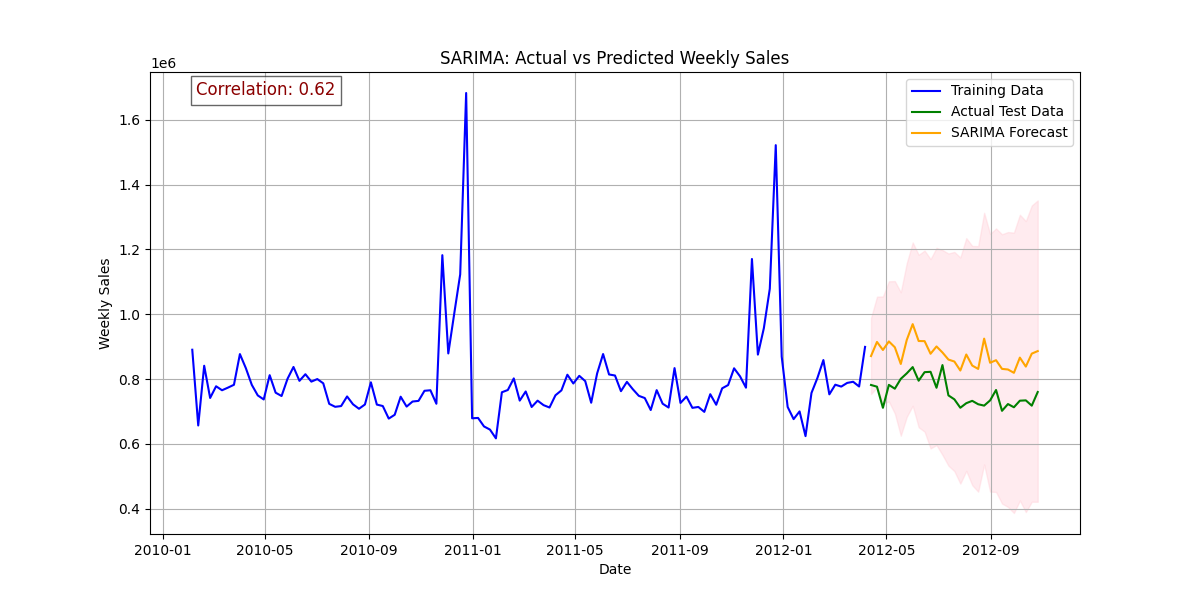 SARIMA: Actual vs Predicted Weekly Sales
1e6
Correlation: 0.62
Training Data
Actual Test Data
SARIMA Forecast
1.6
1.4
1.2
1.0
0.8
0.6
0.4
Weekly Sales
2010-01 2010-05 2010-09 2011-01 2011-05 2011-09 2012-01 2012-05 2012-09
Date